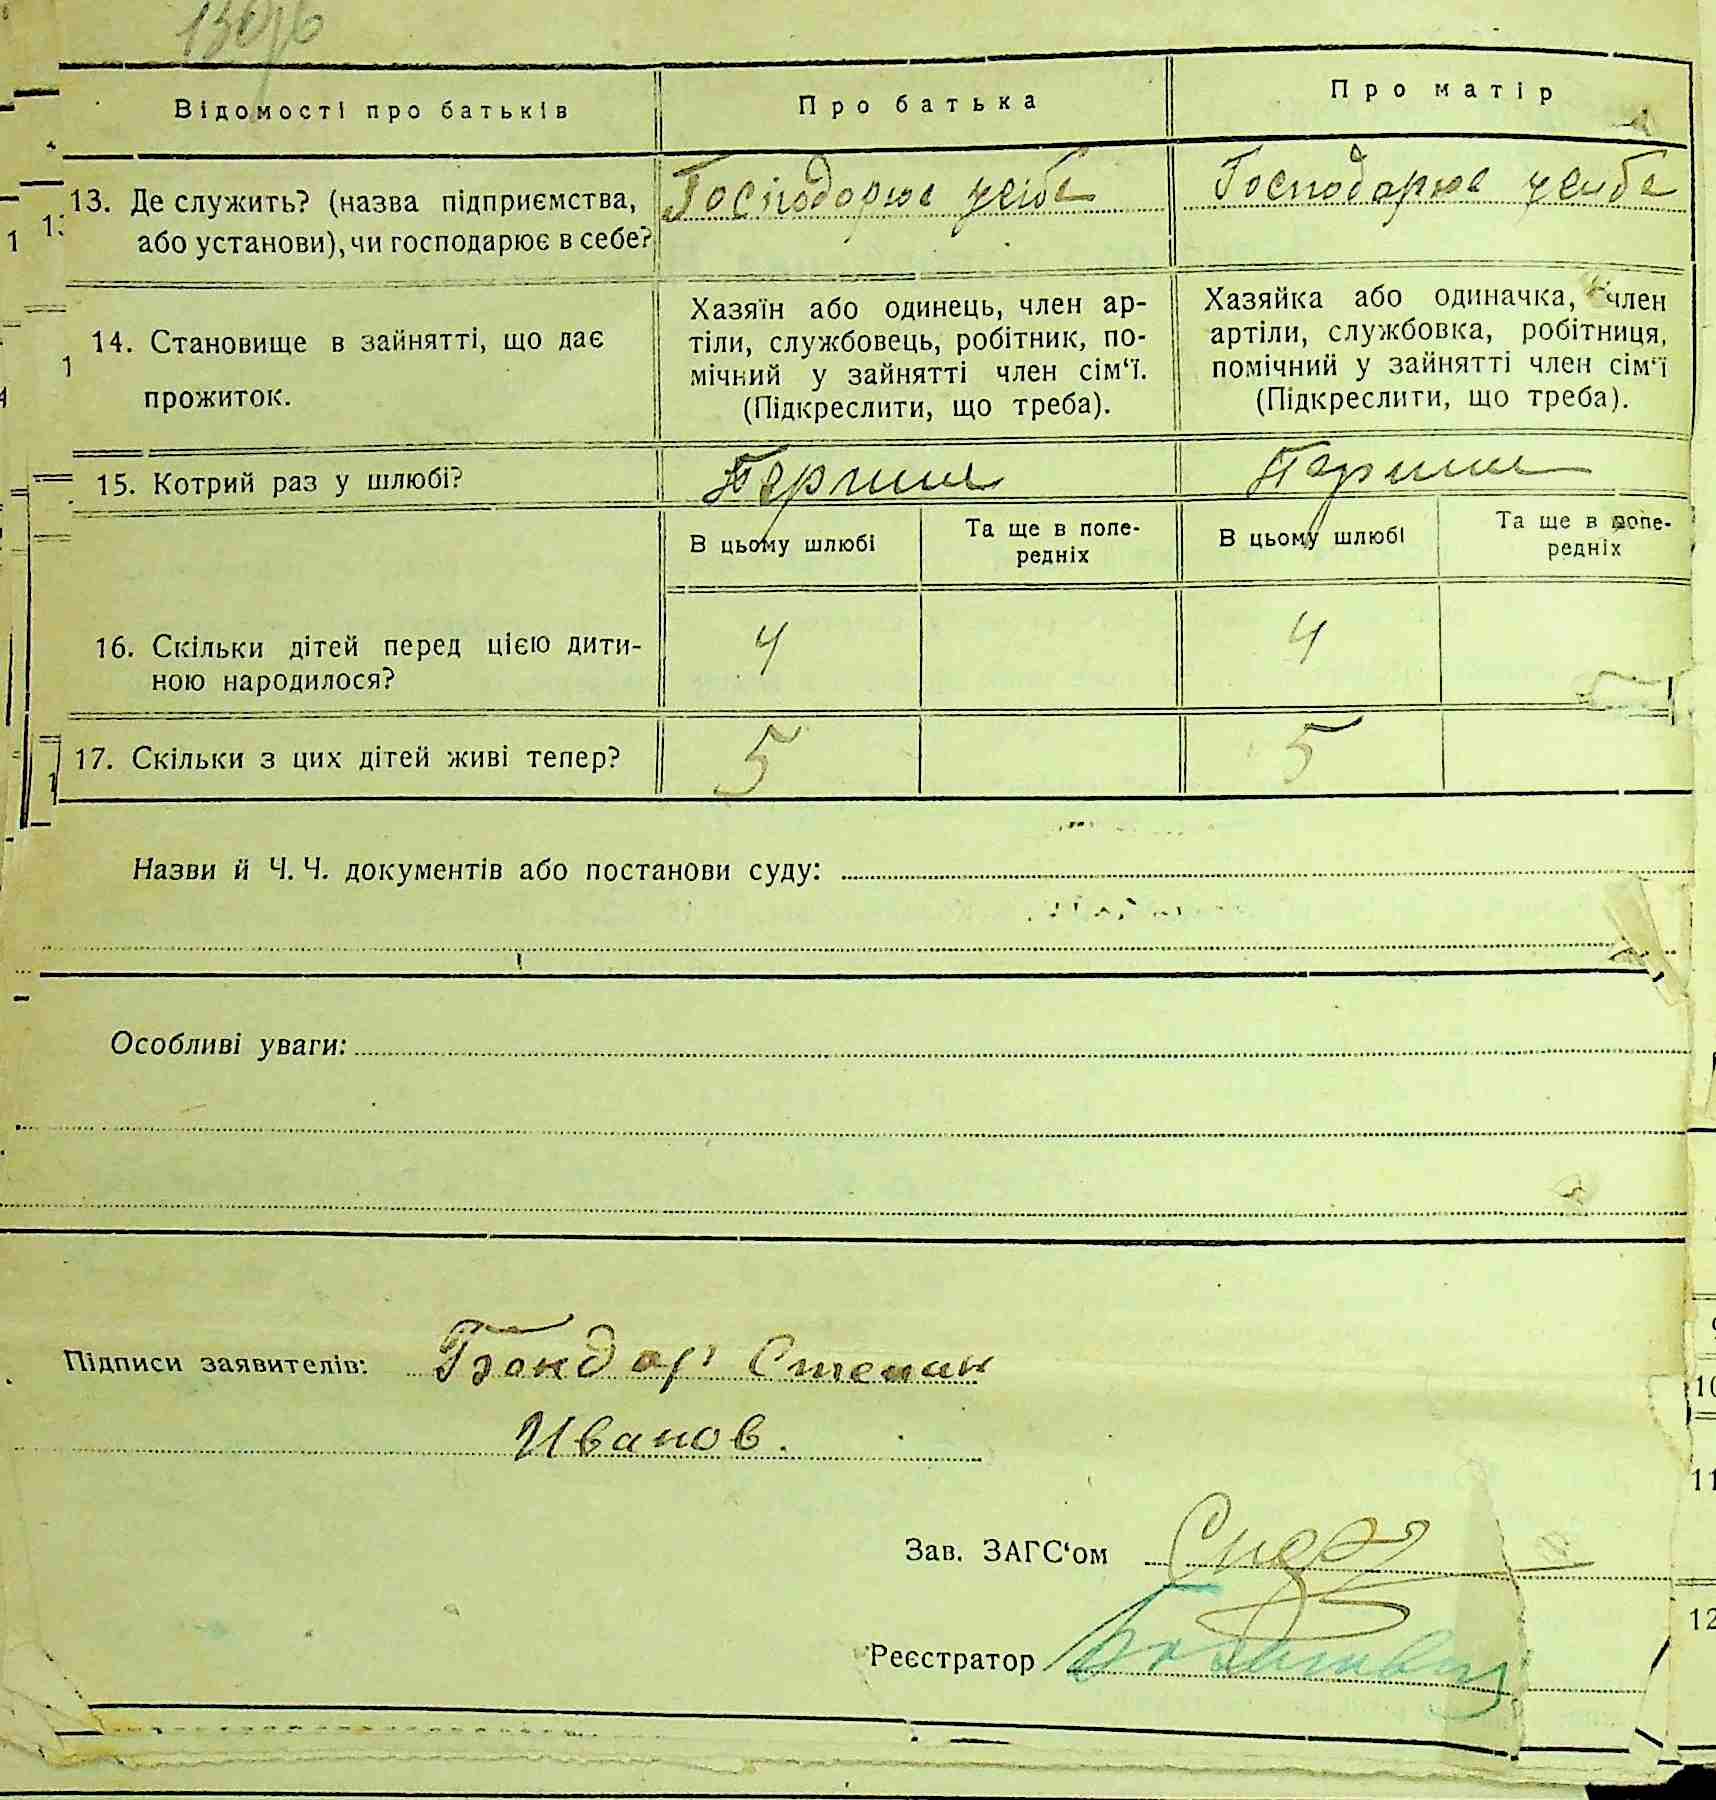 Відомості про батьків
Про батька
Про матір
13. Де служить? (назва підприємства, або установи), чи господарює в себе?
Господорює у себе
Господорює у себе
14. Становище в зайнятті, що дає прожиток.
Хазяїн або одинець, член ар-
тіли, службовець, робітник, по-
мічний у зайнятті член сім‘ї.
(Підкреслити, що треба).
Хазяйка або одиначка, член
артіли, службовка, робітниця,
помічний у зайнятті член сім‘ї
(Підкреслити, що треба).
15. Котрий раз у шлюбі?
В цьому шлюбі
Та ще в попе-
редніх
В цьому шлюбі
Та ще в попе-
редніх
16. Скільки дітей перед цією дити-
ною народилося?
4
4
17. Скільки з цих дітей живі тепер?
5
5
Назви й Ч. Ч. документів або постанови суду:
Особливі уваги:
Підписи заявителів: Бондар Степан
Иванов.
Зав. ЗАГС‘ом
Реєстратор
10
11
12